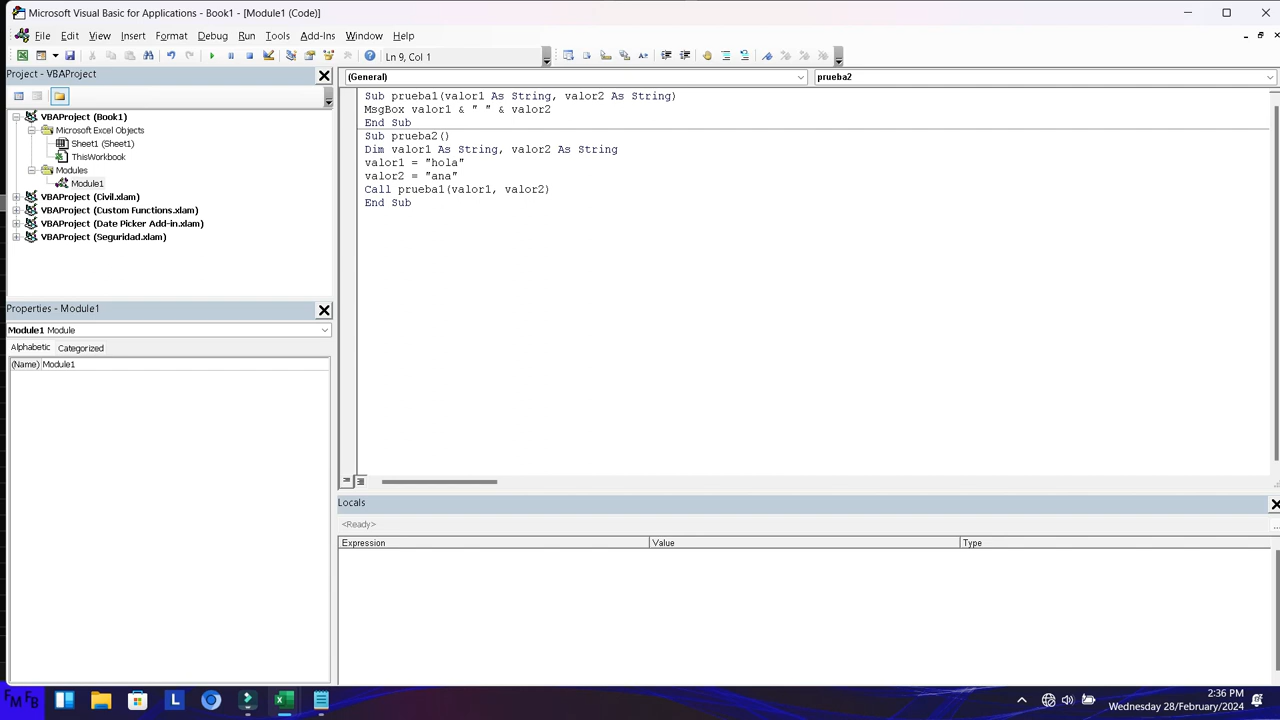 Microsoft Visual Basic for Applications - Book1 - [Module1 (Code)]
File Edit View Insert Format Debug Run Tools Add-Ins Window Help
Ln 9, Col 1
Project - VBAProject
(General)
prueba2
VBAProject (Book1)
Microsoft Excel Objects
Sheet1 (Sheet1)
ThisWorkbook
Modules
Module1
VBAProject (Civil.xlam)
VBAProject (Custom Functions.xlam)
VBAProject (Date Picker Add-in.xlam)
VBAProject (Seguridad.xlam)
Sub prueba1(valor1 As String, valor2 As String)
MsgBox valor1 & " " & valor2
End Sub
Sub prueba2()
Dim valor1 As String, valor2 As String
valor1 = "hola"
valor2 = "ana"
Call prueba1(valor1, valor2)
End Sub
Properties - Module1
Module1 Module
Alphabetic Categorized
(Name) Module1
Locals
<Ready>
Expression Value Type
FM FB
L
2:36 PM
Wednesday 28/February/2024